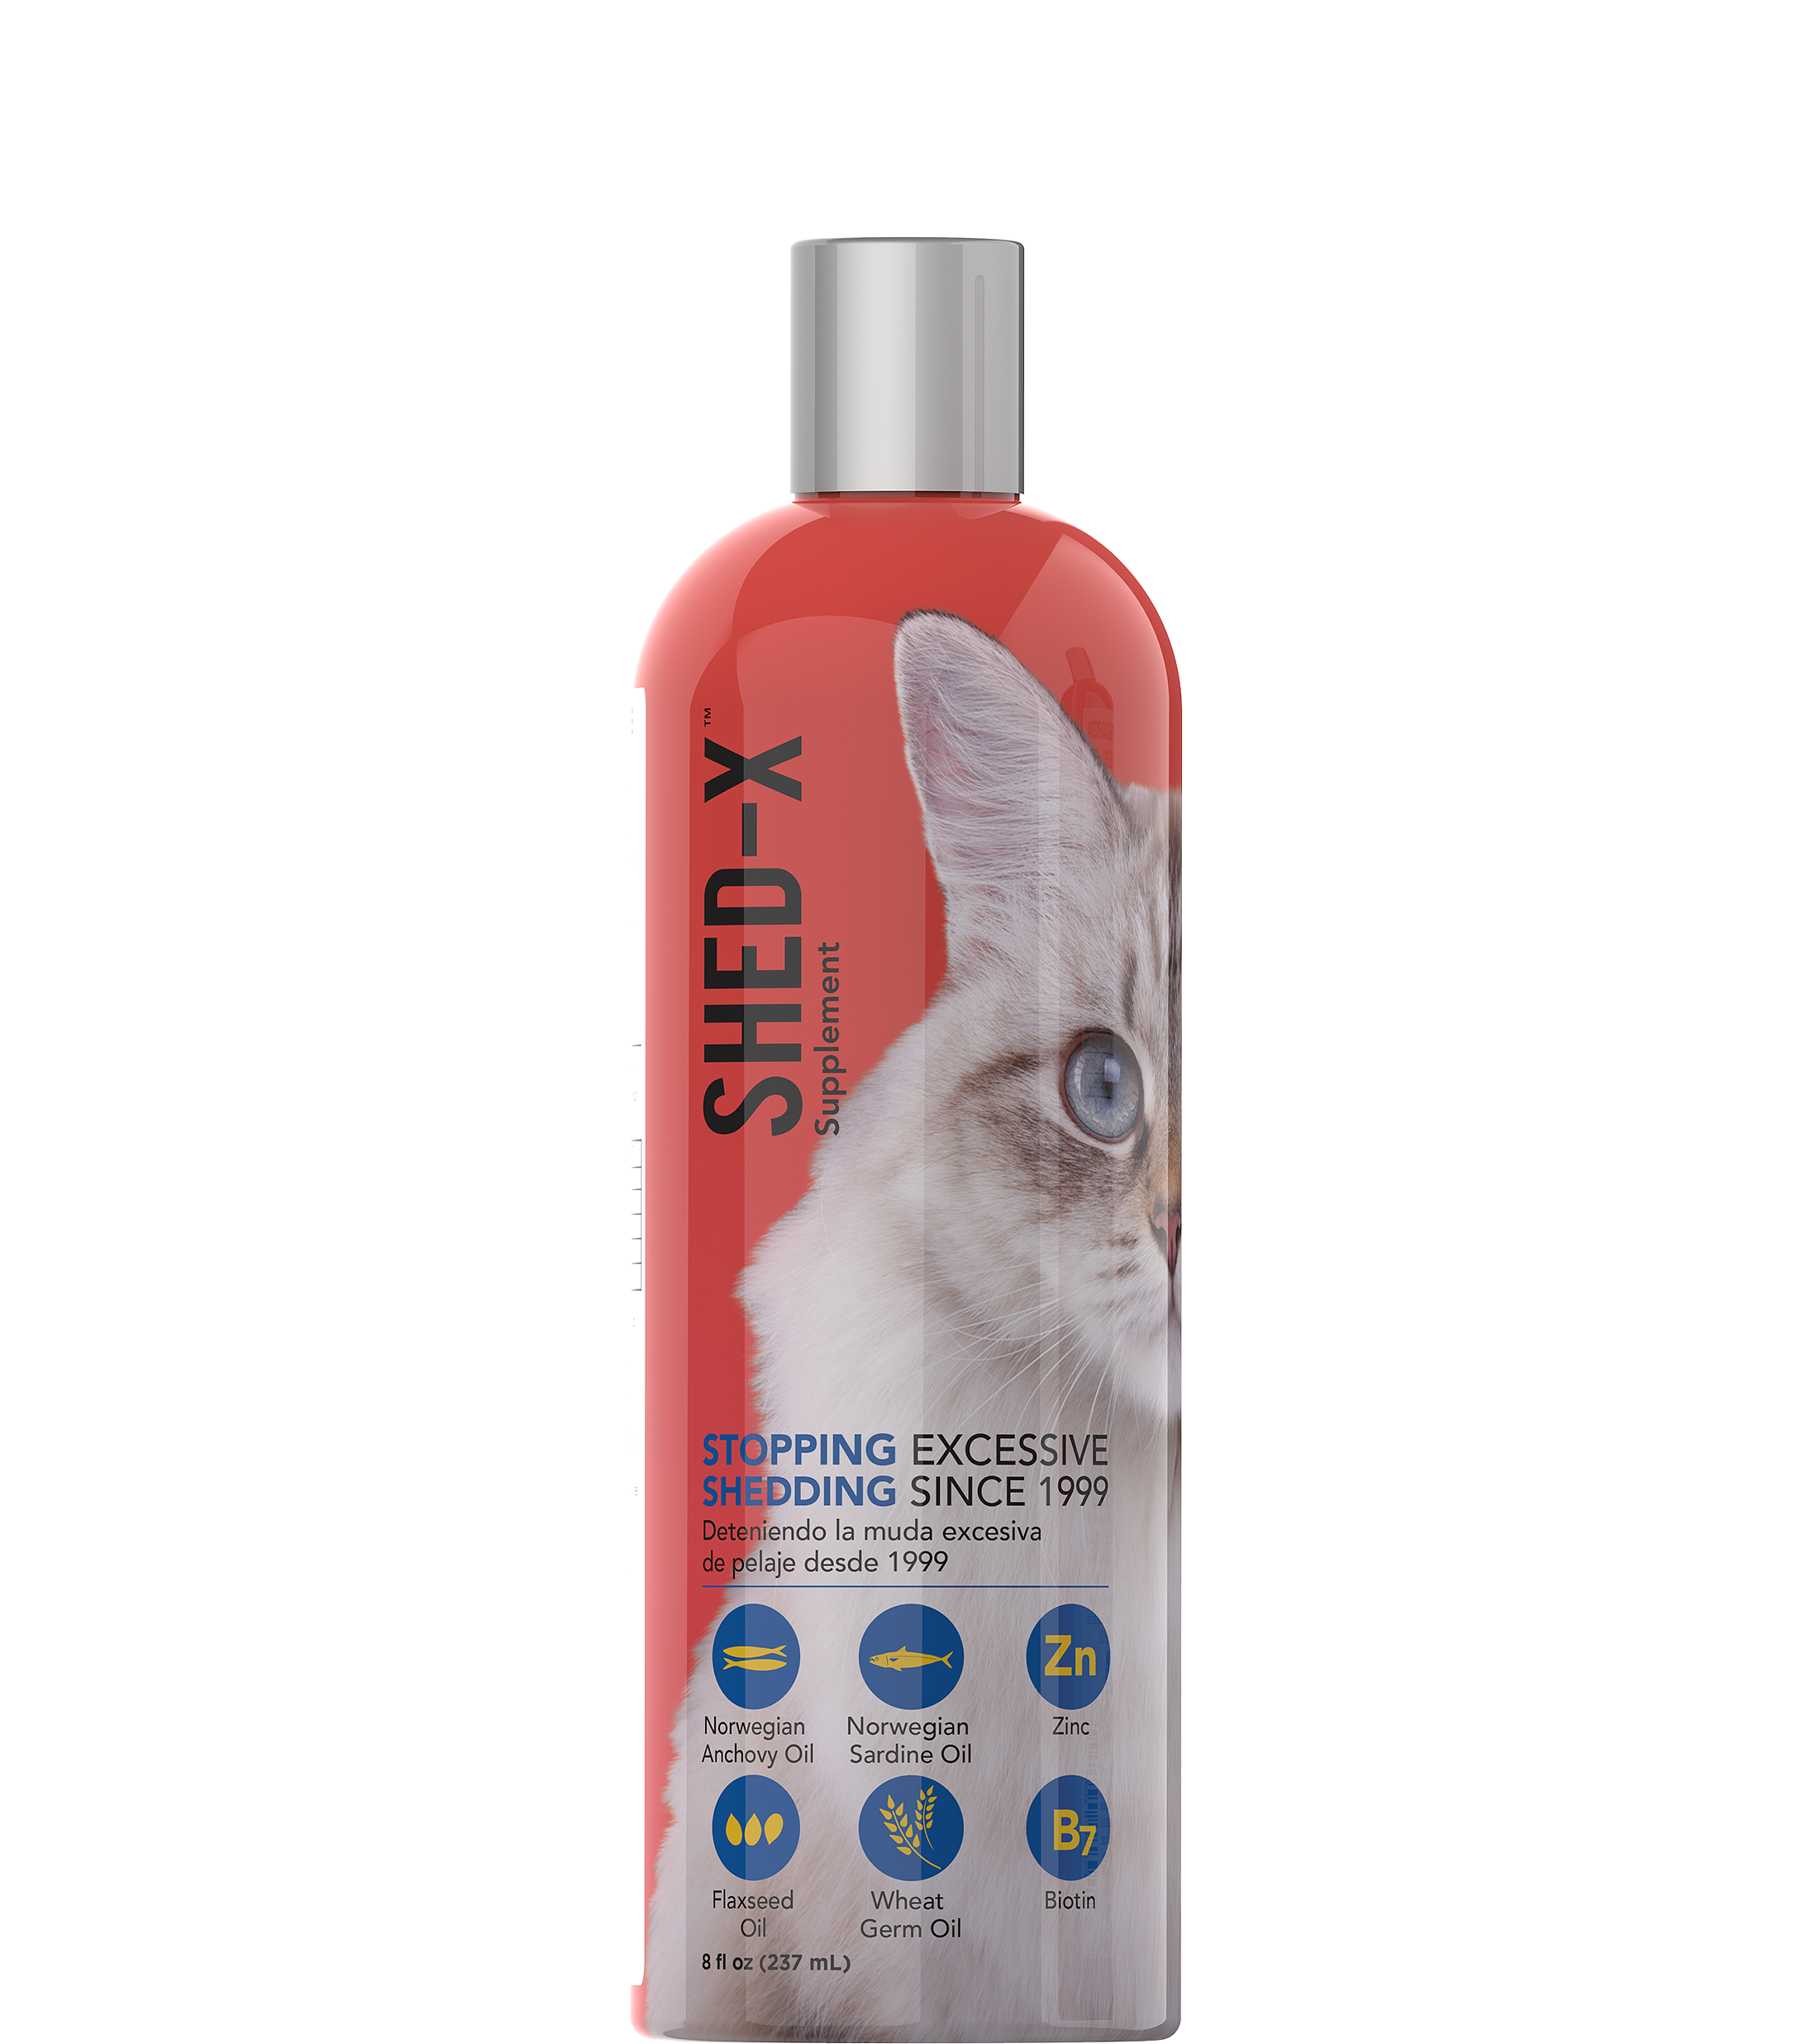 SHED-X™
Supplement
STOPPING EXCESSIVE
SHEDDING SINCE 1999
Deteniendo la muda excesiva
de pelaje desde 1999
Zn
Norwegian
Anchovy Oil
Norwegian
Sardine Oil
Zinc
B7
Flaxseed
Oil
Wheat
Germ Oil
Biotin
8 fl oz (237 mL)